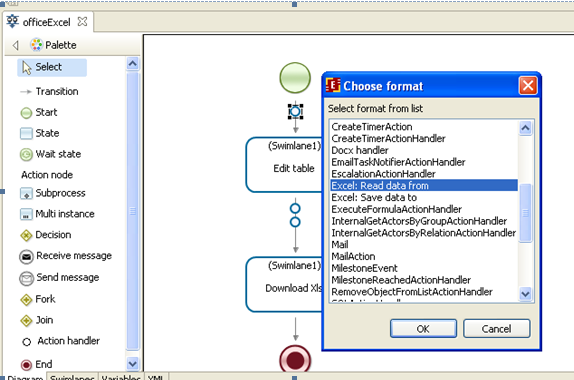 officeExcel
Palette
Select
Transition
Start
State
Wait state
Action node
Subprocess
Multi instance
Decision
Receive message
Send message
Fork
Join
Action handler
End
Diagram Swimlanes Variables XML
(Swimlane1)
Edit table
(Swimlane1)
Download Xls
Choose format
Select format from list
CreateTimerAction
CreateTimerActionHandler
Docx handler
EmailTaskNotifierActionHandler
EscalationActionHandler
Excel: Read data from
Excel: Save data to
ExecuteFormulaActionHandler
InternalGetActorsByGroupActionHandler
InternalGetActorsByRelationActionHandler
Mail
MailAction
MilestoneEvent
MilestoneReachedActionHandler
RemoveObjectFromListActionHandler
OK
Cancel